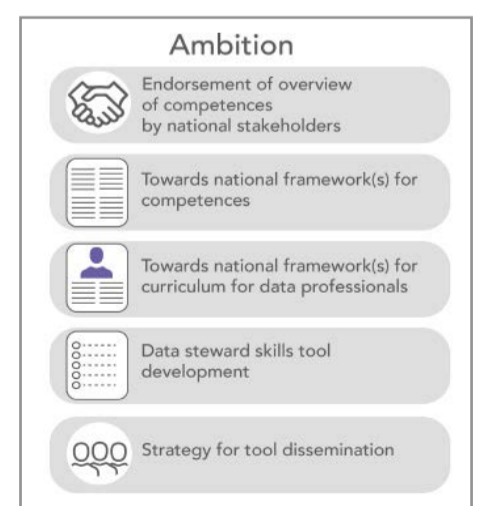 Ambition
Endorsement of overview
of competences
by national stakeholders
Towards national framework(s) for
competences
Towards national framework(s) for
curriculum for data professionals
Data steward skills tool
development
Strategy for tool dissemination